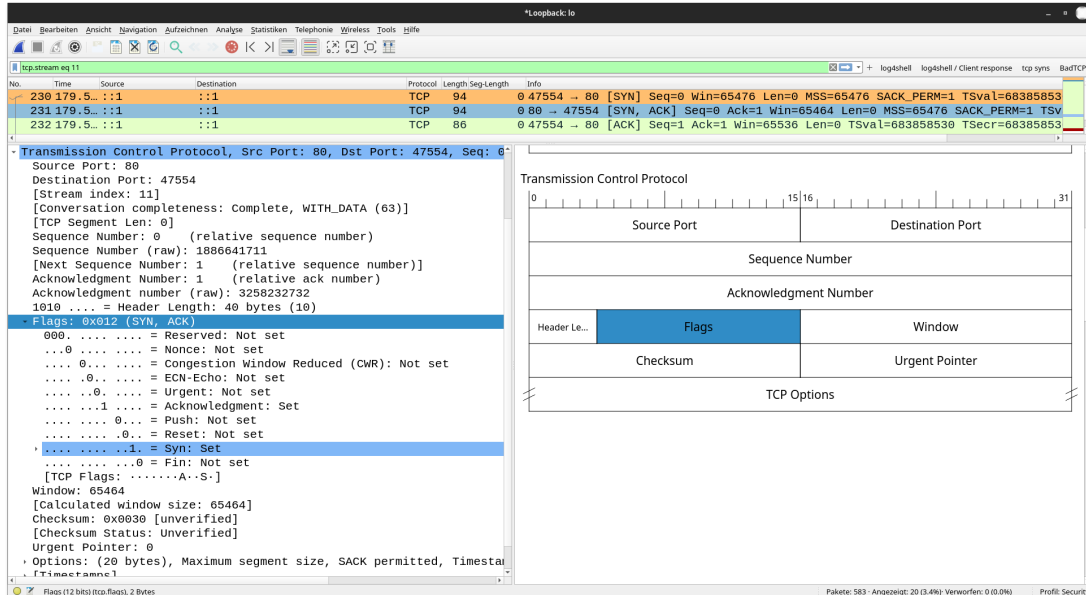 *Loopback: lo
Datei Bearbeiten Ansicht Navigation Aufzeichnen Analyse Statistiken Telephonie Wireless Tools Hilfe
tcp.stream eq 11
+ log4shell log4shell / Client response tcp syns BadTCP
No. Time Source Destination Protocol Length Seg-Length Info
230 179.5… ::1 ::1 TCP 94 0 47554 → 80 [SYN] Seq=0 Win=65476 Len=0 MSS=65476 SACK_PERM=1 TSval=68385853
231 179.5… ::1 ::1 TCP 94 0 80 → 47554 [SYN, ACK] Seq=0 Ack=1 Win=65464 Len=0 MSS=65476 SACK_PERM=1 TSv
232 179.5… ::1 ::1 TCP 86 0 47554 → 80 [ACK] Seq=1 Ack=1 Win=65536 Len=0 TSval=683858530 TSecr=68385853
Transmission Control Protocol, Src Port: 80, Dst Port: 47554, Seq: 0
Source Port: 80
Destination Port: 47554
[Stream index: 11]
[Conversation completeness: Complete, WITH_DATA (63)]
[TCP Segment Len: 0]
Sequence Number: 0 (relative sequence number)
Sequence Number (raw): 1886641711
[Next Sequence Number: 1 (relative sequence number)]
Acknowledgment Number: 1 (relative ack number)
Acknowledgment number (raw): 3258232732
1010 .... = Header Length: 40 bytes (10)
Flags: 0x012 (SYN, ACK)
000. .... .... = Reserved: Not set
...0 .... .... = Nonce: Not set
.... 0... .... = Congestion Window Reduced (CWR): Not set
.... .0.. .... = ECN-Echo: Not set
.... ..0. .... = Urgent: Not set
.... ...1 .... = Acknowledgment: Set
.... .... 0... = Push: Not set
.... .... .0.. = Reset: Not set
.... .... ..1. = Syn: Set
.... .... ...0 = Fin: Not set
[TCP Flags: ·······A··S·]
Window: 65464
[Calculated window size: 65464]
Checksum: 0x0030 [unverified]
[Checksum Status: Unverified]
Urgent Pointer: 0
Options: (20 bytes), Maximum segment size, SACK permitted, Timestam
[Timestamps]
Transmission Control Protocol
0 15 16 31
Source Port Destination Port
Sequence Number
Acknowledgment Number
Header Le... Flags Window
Checksum Urgent Pointer
TCP Options
Flags (12 bits) (tcp.flags), 2 Bytes Pakete: 583 · Angezeigt: 20 (3.4%) · Verworfen: 0 (0.0%) Profil: Securi